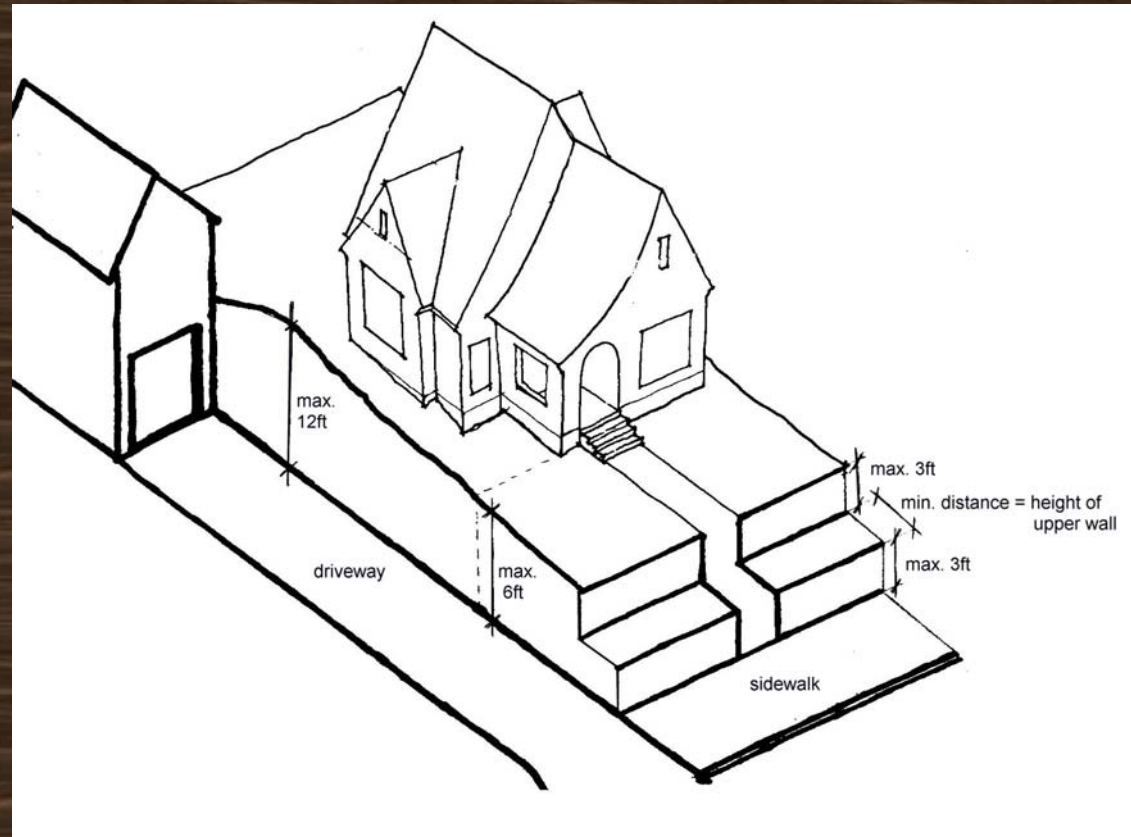 max.
12ft
max. 3ft
min. distance = height of
upper wall
max. 3ft
driveway
max.
6ft
sidewalk